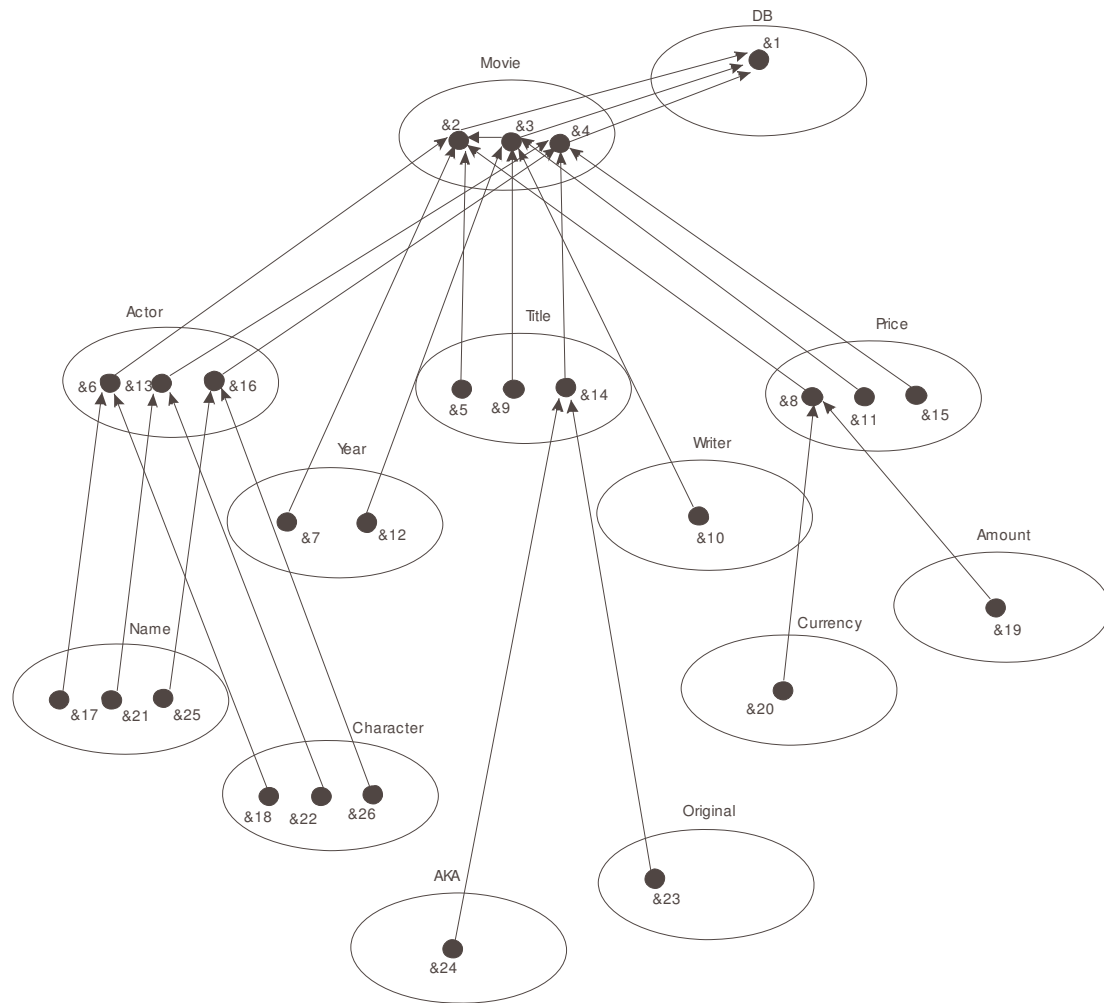 DB
&1
Movie
&2
&3
&4
Actor
&6
&13
&16
Title
&5
&9
&14
Price
&8
&11
&15
Year
&7
&12
Writer
&10
Amount
&19
Name
&17
&21
&25
Currency
&20
Character
&18
&22
&26
Original
&23
AKA
&24